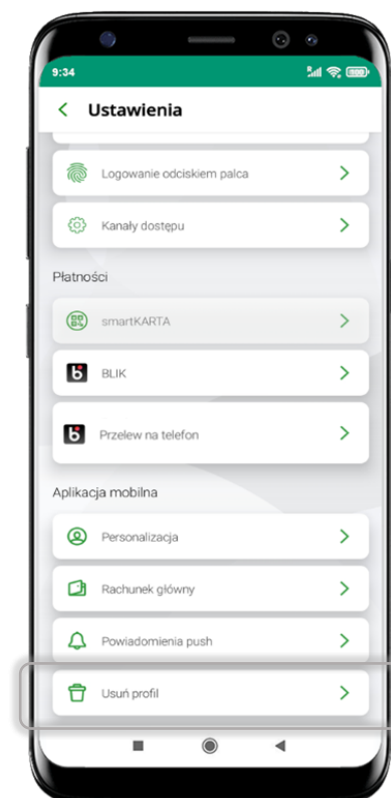 9:34
Ustawienia
Logowanie odciskiem palca
Kanały dostępu
Płatności
smartKARTA
BLIK
Przelew na telefon
Aplikacja mobilna
Personalizacja
Rachunek główny
Powiadomienia push
Usuń profil